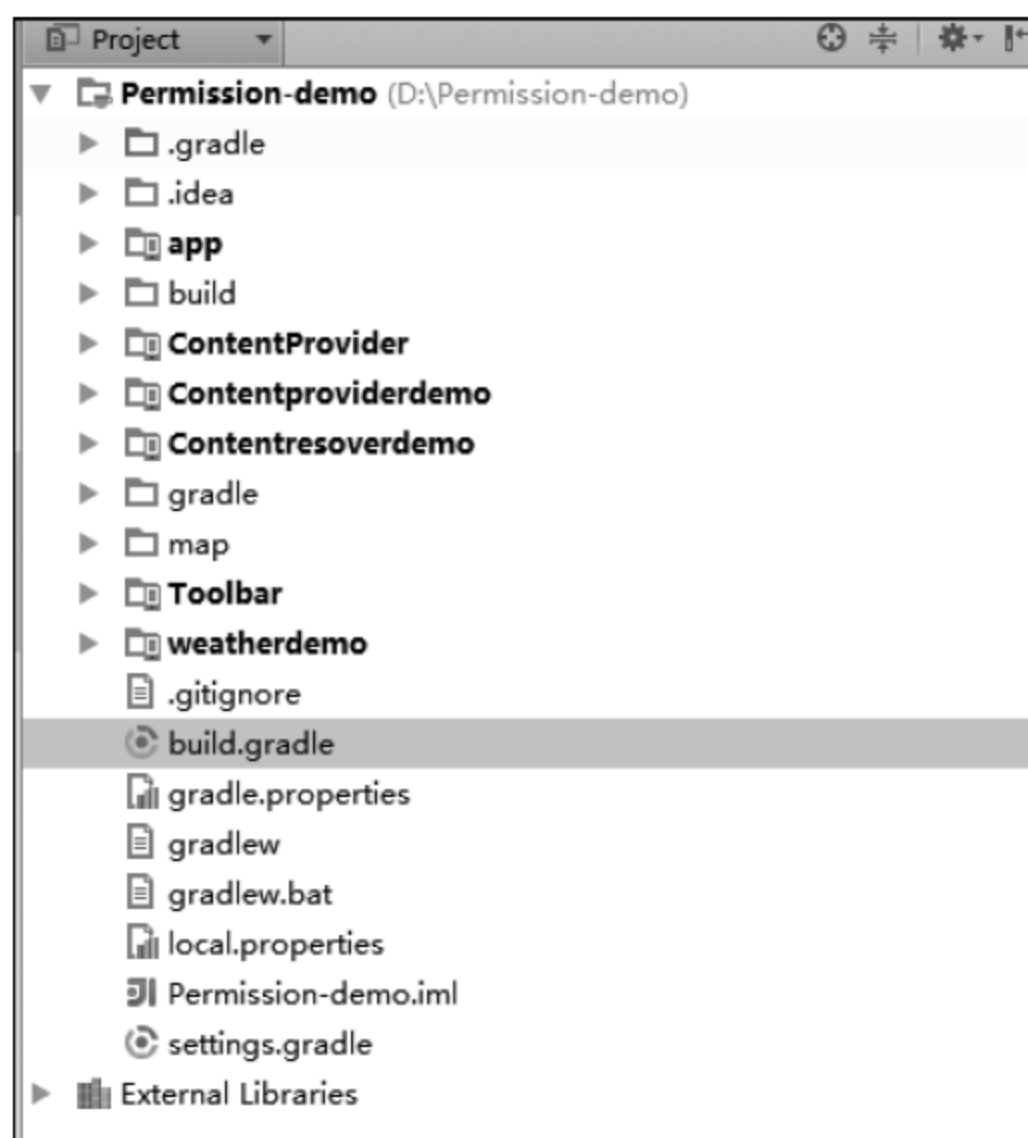 Project
Permission-demo (D:\Permission-demo)
.gradle
.idea
app
build
ContentProvider
Contentproviderdemo
Contentresoverdemo
gradle
map
Toolbar
weatherdemo
.gitignore
build.gradle
gradle.properties
gradlew
gradlew.bat
local.properties
Permission-demo.iml
settings.gradle
External Libraries